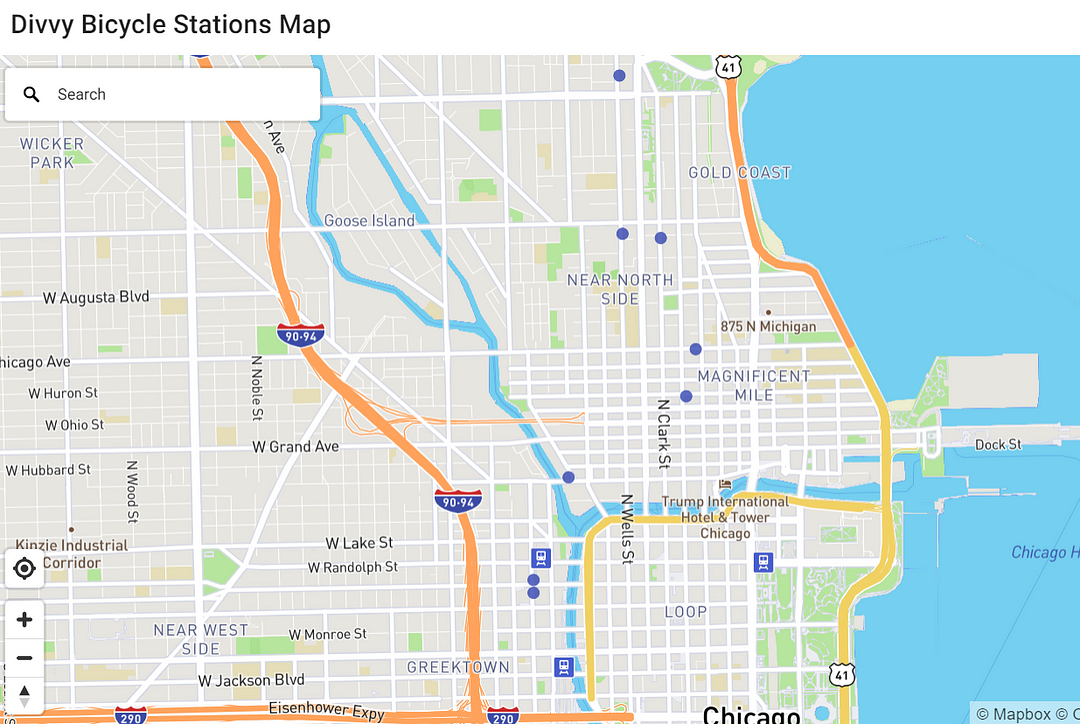 Divvy Bicycle Stations Map
41
Search
n Ave
WICKER
PARK
GOLD COAST
Goose Island
NEAR NORTH
SIDE
W Augusta Blvd
875 N Michigan
90-94
hicago Ave
N Noble St
MAGNIFICENT
MILE
W Huron St
N Clark St
W Ohio St
W Grand Ave
Dock St
W Hubbard St
N Wood St
90-94
N Wells St
Trump International
Hotel & Tower
Chicago
Kinzie Industrial
Corridor
W Lake St
Chicago H
W Randolph St
LOOP
NEAR WEST
SIDE
W Monroe St
GREEKTOWN
W Jackson Blvd
41
Eisenhower Expy
290
290
Chicago
© Mapbox © O